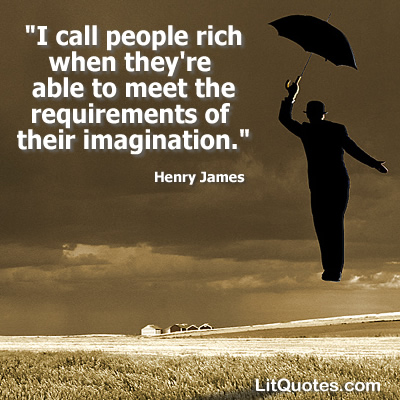 "I call people rich
when they're
able to meet the
requirements of
their imagination."
Henry James
LitQuotes.com